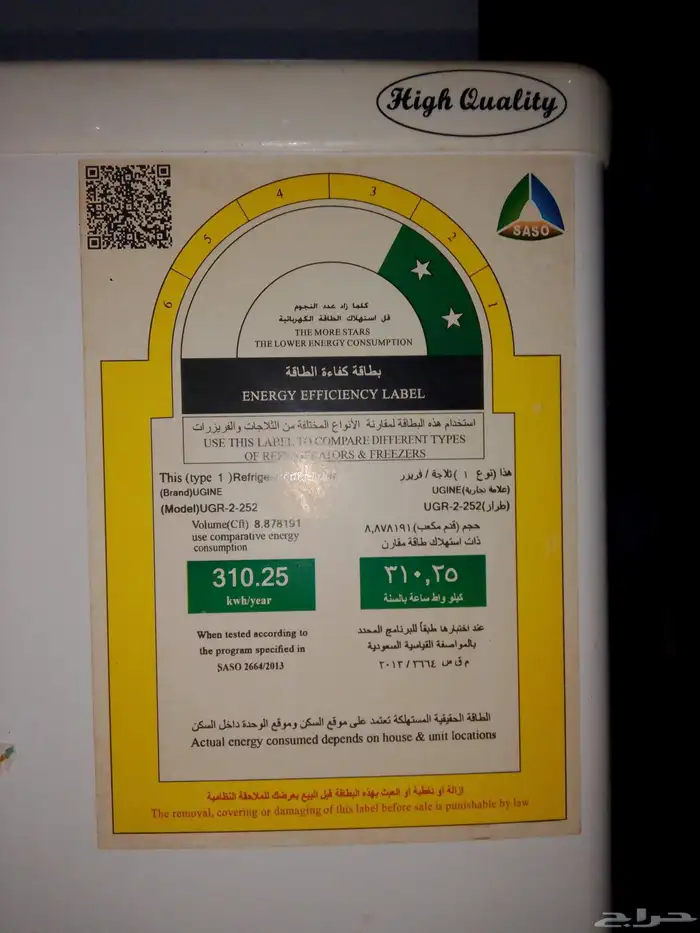 High Quality
SASO
1
2
3
4
5
6
كلما زاد عدد النجوم
قل استهلاك الطاقة الكهربائية
THE MORE STARS
THE LOWER ENERGY CONSUMPTION
بطاقة كفاءة الطاقة
ENERGY EFFICIENCY LABEL
استخدام هذه البطاقة لمقارنة الأنواع المختلفة من الثلاجات والفريزرات
USE THIS LABEL TO COMPARE DIFFERENT TYPES
OF REFRIGERATORS & FREEZERS
This (type 1 )Refrige
(Brand)UGINE
(Model)UGR-2-252
Volume(Cft) 8.878191
use comparative energy
consumption
310.25
kwh/year
When tested according to
the program specified in
SASO 2664/2013
هذا (نوع ١ )ثلاجة / فريزر
(علامة تجارية)UGINE
(طراز)UGR-2-252
حجم (قدم مكعب)٨,٨٧٨١٩١
ذات استهلاك طاقة مقارن
٣١٠,٢٥
كيلو واط ساعة بالسنة
عند اختبارها طبقاً للبرنامج المحدد
بالمواصفة القياسية السعودية
م ق س ٢٦٦٤ / ٢٠١٣
الطاقة الحقيقية المستهلكة تعتمد على موقع السكن وموقع الوحدة داخل السكن
Actual energy consumed depends on house & unit locations
ازالة أو تغطية أو العبث بهذه البطاقة قبل البيع يعرضك للملاحقة النظامية
The removal, covering or damaging of this label before sale is punishable by law
حراج